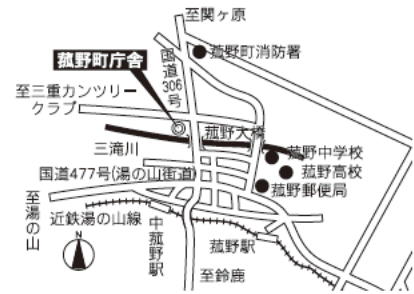 至関ヶ原
菰野町消防署
菰野町庁舎
国道306号
至三重カンツリー
クラブ
菰野大橋
三滝川
菰野中学校
菰野高校
国道477号(湯の山街道)
菰野郵便局
至湯の山
近鉄湯の山線
中菰野駅
菰野駅
N
至鈴鹿